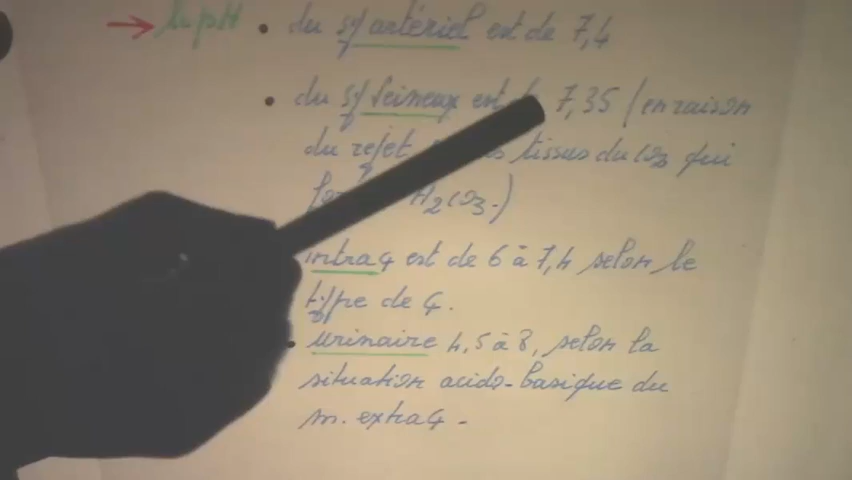 → le pH • du sg artériel est de 7,4
• du sg veineux est 7,35 (en raison
du rejet tissus du CO2 qui
H2CO3.)
intraç est de 6 à 7,4 selon le
type de ç.
• urinaire 4,5 à 8, selon la
situation acido-basique du
m. extraç.